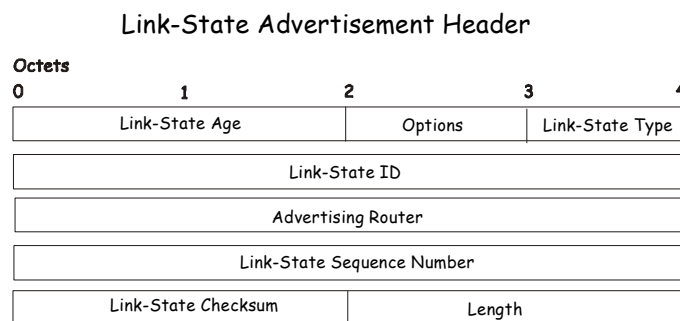 Link-State Advertisement Header
Octets
0 1 2 3 4
Link-State Age Options Link-State Type
Link-State ID
Advertising Router
Link-State Sequence Number
Link-State Checksum Length